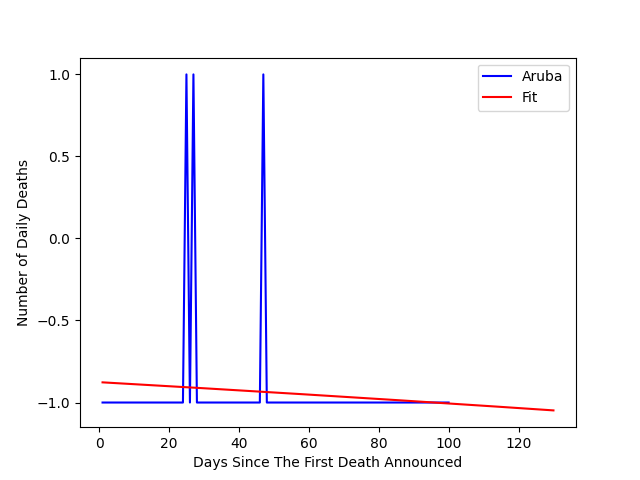 Aruba
Fit
1.0
0.5
0.0
−0.5
−1.0
Number of Daily Deaths
0 20 40 60 80 100 120
Days Since The First Death Announced